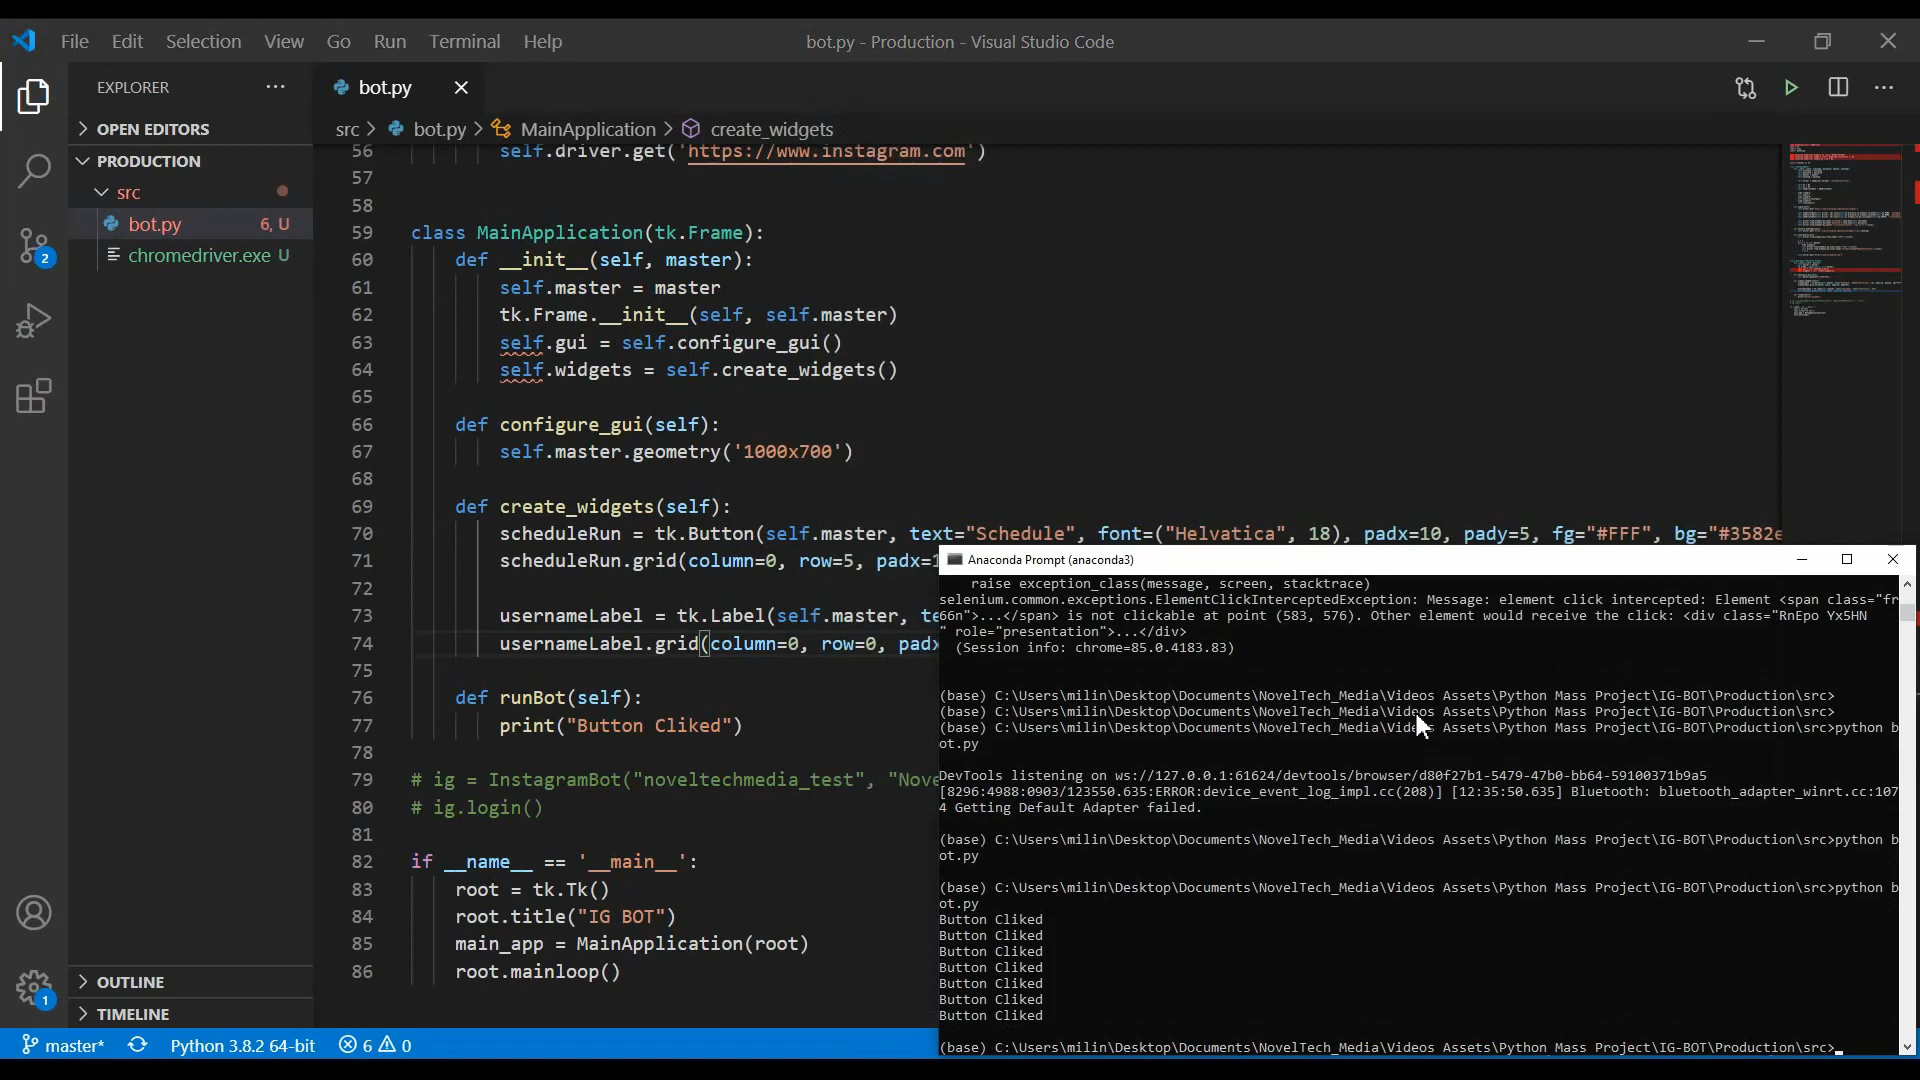 File Edit Selection View Go Run Terminal Help
bot.py - Production - Visual Studio Code
EXPLORER
bot.py
OPEN EDITORS
src > bot.py > MainApplication > create_widgets
PRODUCTION
src
bot.py 6, U
chromedriver.exe U
2
56 self.driver.get('https://www.instagram.com')
57
58
59 class MainApplication(tk.Frame):
60 def __init__(self, master):
61 self.master = master
62 tk.Frame.__init__(self, self.master)
63 self.gui = self.configure_gui()
64 self.widgets = self.create_widgets()
65
66 def configure_gui(self):
67 self.master.geometry('1000x700')
68
69 def create_widgets(self):
70 scheduleRun = tk.Button(self.master, text="Schedule", font=("Helvatica", 18), padx=10, pady=5, fg="#FFF", bg="#3582e
71 scheduleRun.grid(column=0, row=5, padx=1
72
73 usernameLabel = tk.Label(self.master, te
74 usernameLabel.grid(column=0, row=0, padx
75
76 def runBot(self):
77 print("Button Cliked")
78
79 # ig = InstagramBot("noveltechmedia_test", "Nove
80 # ig.login()
81
82 if __name__ == '__main__':
83 root = tk.Tk()
84 root.title("IG BOT")
85 main_app = MainApplication(root)
86 root.mainloop()
OUTLINE
1
TIMELINE
master* Python 3.8.2 64-bit 6 0
Anaconda Prompt (anaconda3)
raise exception_class(message, screen, stacktrace)
selenium.common.exceptions.ElementClickInterceptedException: Message: element click intercepted: Element <span class="fr
66n">...</span> is not clickable at point (583, 576). Other element would receive the click: <div class="RnEpo Yx5HN
" role="presentation">...</div>
(Session info: chrome=85.0.4183.83)
(base) C:\Users\milin\Desktop\Documents\NovelTech_Media\Videos Assets\Python Mass Project\IG-BOT\Production\src>
(base) C:\Users\milin\Desktop\Documents\NovelTech_Media\Videos Assets\Python Mass Project\IG-BOT\Production\src>
(base) C:\Users\milin\Desktop\Documents\NovelTech_Media\Videos Assets\Python Mass Project\IG-BOT\Production\src>python b
ot.py
DevTools listening on ws://127.0.0.1:61624/devtools/browser/d80f27b1-5479-47b0-bb64-59100371b9a5
[8296:4988:0903/123550.635:ERROR:device_event_log_impl.cc(208)] [12:35:50.635] Bluetooth: bluetooth_adapter_winrt.cc:107
4 Getting Default Adapter failed.
(base) C:\Users\milin\Desktop\Documents\NovelTech_Media\Videos Assets\Python Mass Project\IG-BOT\Production\src>python b
ot.py
(base) C:\Users\milin\Desktop\Documents\NovelTech_Media\Videos Assets\Python Mass Project\IG-BOT\Production\src>python b
ot.py
Button Cliked
Button Cliked
Button Cliked
Button Cliked
Button Cliked
Button Cliked
Button Cliked
(base) C:\Users\milin\Desktop\Documents\NovelTech_Media\Videos Assets\Python Mass Project\IG-BOT\Production\src>